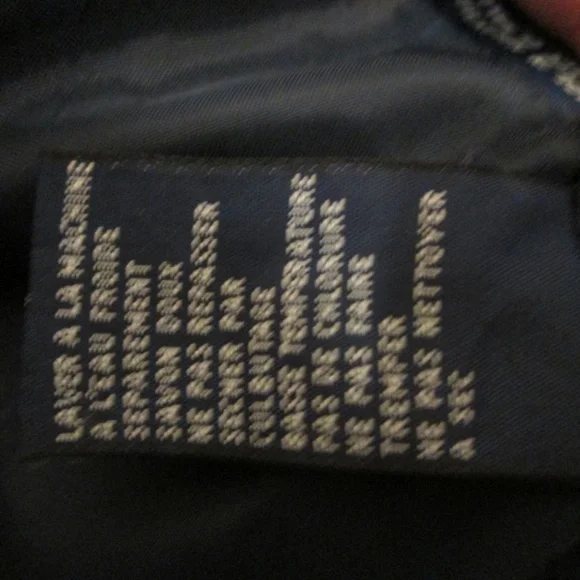 LAVER A LA MACHINE
A L'EAU FROIDE
SEPAREMENT
SAVON DOUX
NE PAS REPASSER
SECHER PAR
CULBUTAGE
BASSE TEMPERATURE
PAS DE CHLORURE
NE PAS FAIRE
TREMPER
NE PAS NETTOYER
A SEC